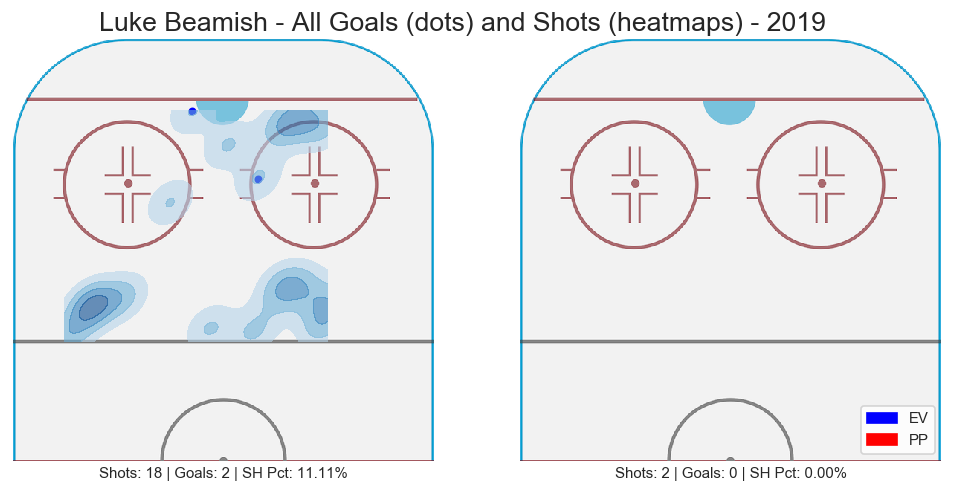 Luke Beamish - All Goals (dots) and Shots (heatmaps) - 2019
EV
PP
Shots: 18 | Goals: 2 | SH Pct: 11.11%
Shots: 2 | Goals: 0 | SH Pct: 0.00%